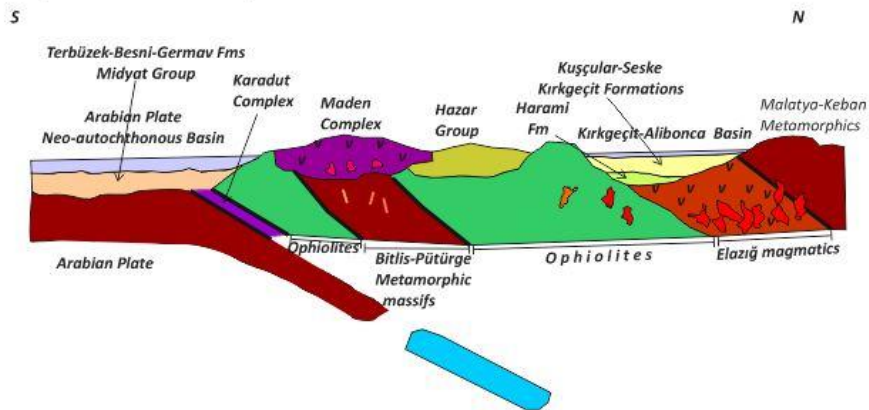 S
N
Terbüzek-Besni-Germav Fms
Midyat Group
Karadut
Complex
Arabian Plate
Neo-autochthonous Basin
Maden
Complex
Hazar
Group
Harami
Fm
Kuşçular-Seske
Kırkgeçit Formations
Kırkgeçit-Alibonca Basin
Malatya-Keban
Metamorphics
Arabian Plate
Ophiolites
Bitlis-Pütürge
Metamorphic
massifs
Ophiolites
Elazığ magmatics